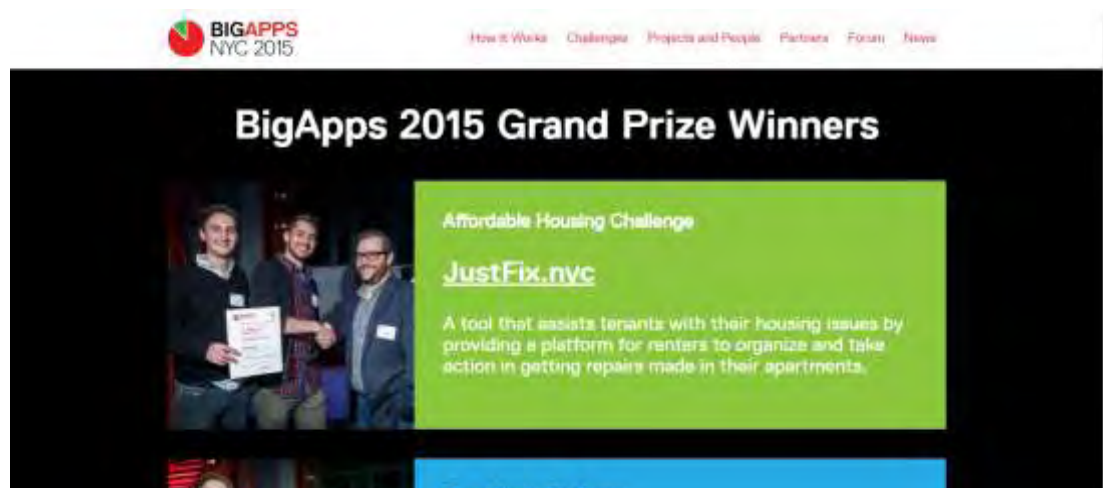 BIGAPPS
NYC 2015
How It Works Challenges Projects and People Partners Forum News
BigApps 2015 Grand Prize Winners
Affordable Housing Challenge
JustFix.nyc
A tool that assists tenants with their housing issues by
providing a platform for renters to organize and take
action in getting repairs made in their apartments.